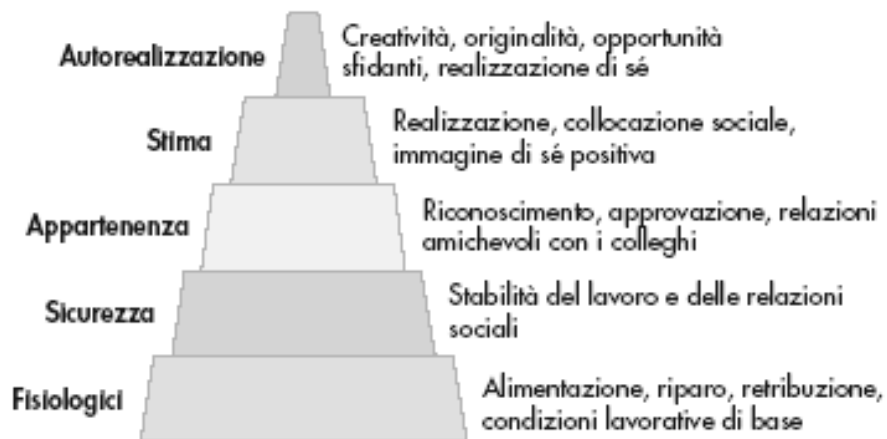 Autorealizzazione
Creatività, originalità, opportunità
sfidanti, realizzazione di sé
Stima
Realizzazione, collocazione sociale,
immagine di sé positiva
Appartenenza
Riconoscimento, approvazione, relazioni
amichevoli con i colleghi
Sicurezza
Stabilità del lavoro e delle relazioni
sociali
Fisiologici
Alimentazione, riparo, retribuzione,
condizioni lavorative di base